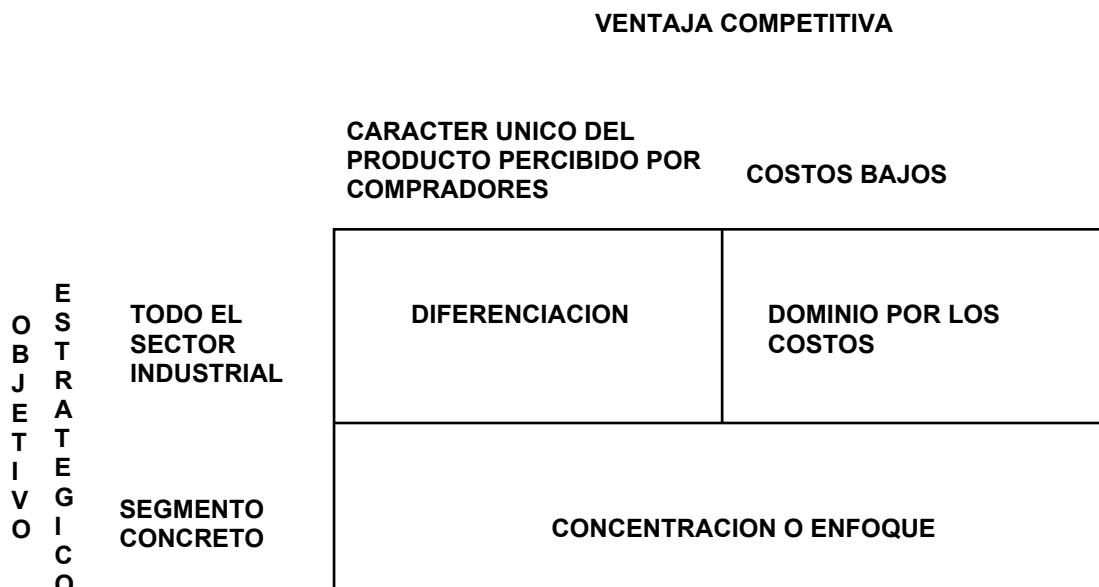 VENTAJA COMPETITIVA
CARACTER UNICO DEL
PRODUCTO PERCIBIDO POR
COMPRADORES
COSTOS BAJOS
OBJETIVO
ESTRATEGICO
TODO EL
SECTOR
INDUSTRIAL
DIFERENCIACION
DOMINIO POR LOS
COSTOS
SEGMENTO
CONCRETO
CONCENTRACION O ENFOQUE